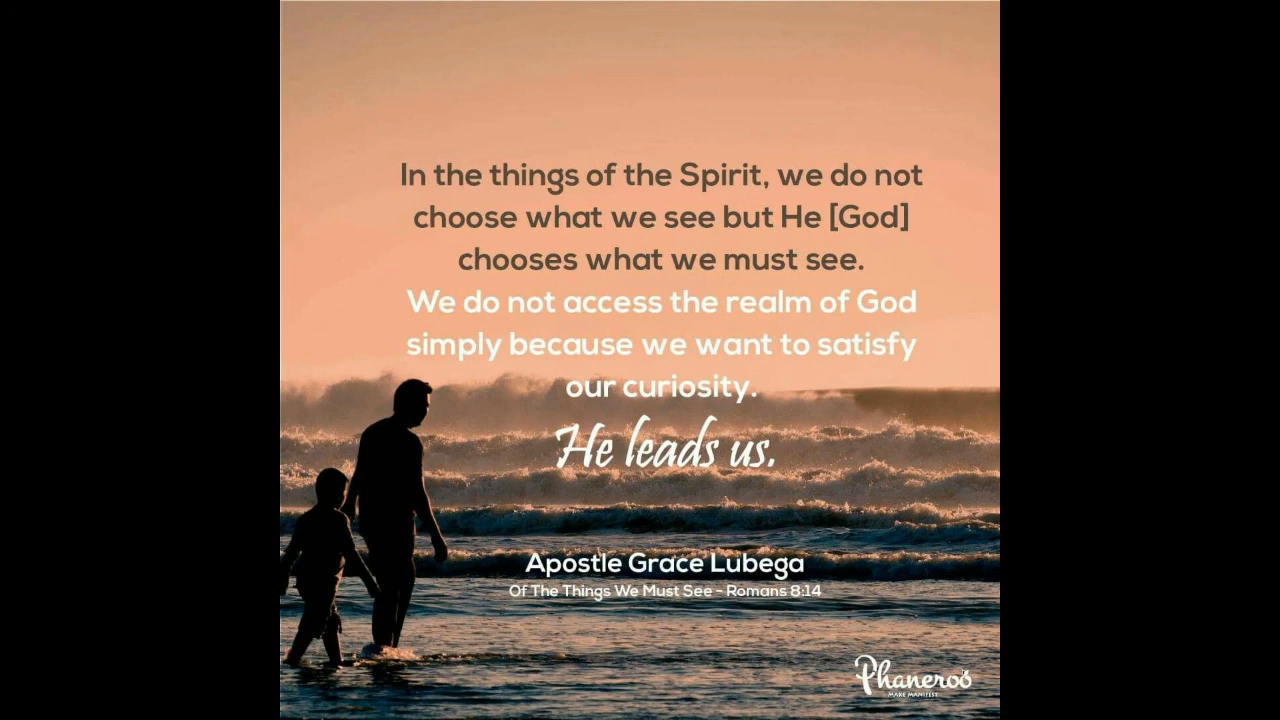 In the things of the Spirit, we do not
choose what we see but He [God]
chooses what we must see.
We do not access the realm of God
simply because we want to satisfy
our curiosity.
He leads us.
Apostle Grace Lubega
Of The Things We Must See - Romans 8:14
Phaneroo
MAKE MANIFEST